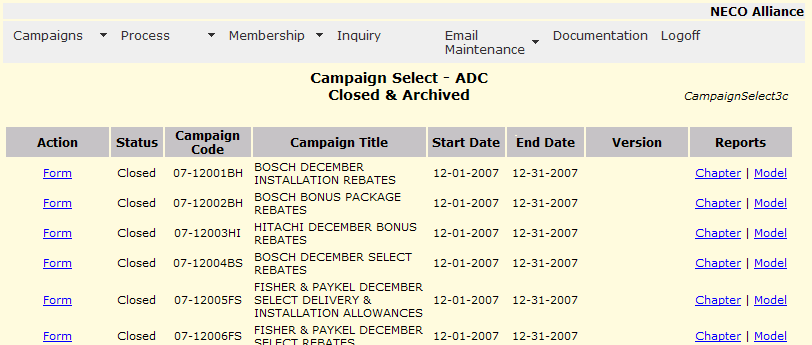 NECO Alliance
Campaigns Process Membership Inquiry Email Maintenance Documentation Logoff
Campaign Select - ADC
Closed & Archived
CampaignSelect3c
Action Status Campaign Code Campaign Title Start Date End Date Version Reports
Form Closed 07-12001BH BOSCH DECEMBER INSTALLATION REBATES 12-01-2007 12-31-2007 Chapter | Model
Form Closed 07-12002BH BOSCH BONUS PACKAGE REBATES 12-01-2007 12-31-2007 Chapter | Model
Form Closed 07-12003HI HITACHI DECEMBER BONUS REBATES 12-01-2007 12-31-2007 Chapter | Model
Form Closed 07-12004BS BOSCH DECEMBER SELECT REBATES 12-01-2007 12-31-2007 Chapter | Model
Form Closed 07-12005FS FISHER & PAYKEL DECEMBER SELECT DELIVERY & INSTALLATION ALLOWANCES 12-01-2007 12-31-2007 Chapter | Model
Form Closed 07-12006FS FISHER & PAYKEL DECEMBER SELECT REBATES 12-01-2007 12-31-2007 Chapter | Model